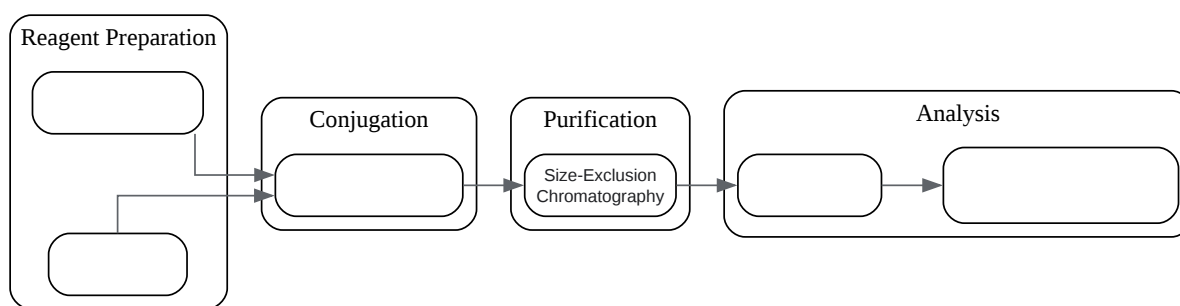 Reagent Preparation
Conjugation
Purification
Size-Exclusion
Chromatography
Analysis